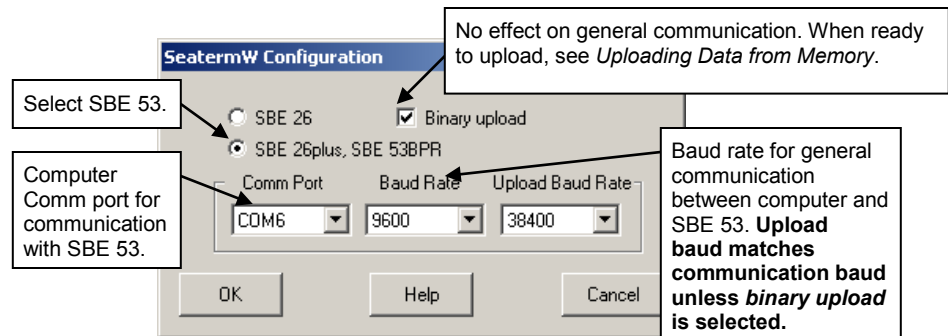 No effect on general communication. When ready
to upload, see Uploading Data from Memory.
SeatermW Configuration
Select SBE 53.
SBE 26
Binary upload
SBE 26plus, SBE 53BPR
Computer
Comm port for
communication
with SBE 53.
Comm Port
Baud Rate
Upload Baud Rate
COM6
9600
38400
Baud rate for general
communication
between computer and
SBE 53. Upload
baud matches
communication baud
unless binary upload
is selected.
OK
Help
Cancel